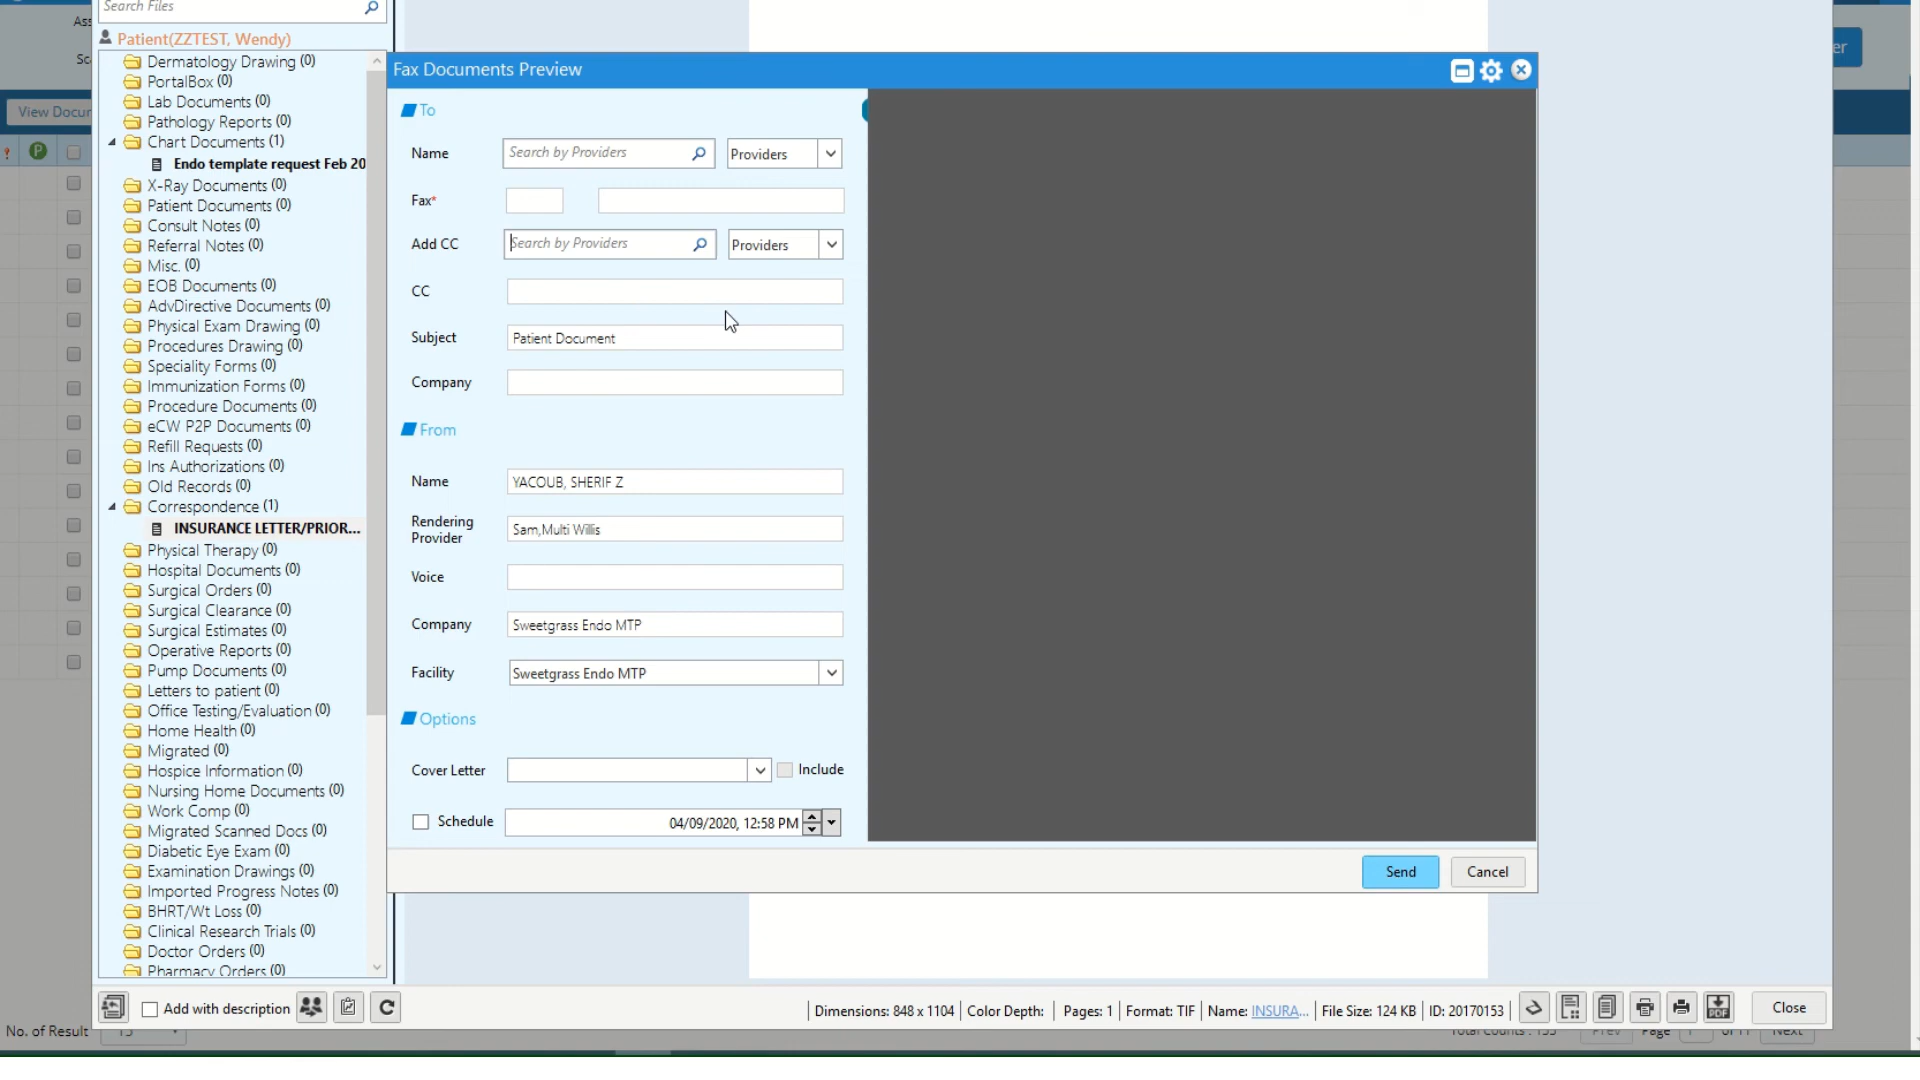 Search Files
Patient(ZZTEST, Wendy)
er
View Docur
P
Dermatology Drawing (0)
PortalBox (0)
Lab Documents (0)
Pathology Reports (0)
Chart Documents (1)
Endo template request Feb 20
X-Ray Documents (0)
Patient Documents (0)
Consult Notes (0)
Referral Notes (0)
Misc. (0)
EOB Documents (0)
AdvDirective Documents (0)
Physical Exam Drawing (0)
Procedures Drawing (0)
Speciality Forms (0)
Immunization Forms (0)
Procedure Documents (0)
eCW P2P Documents (0)
Refill Requests (0)
Ins Authorizations (0)
Old Records (0)
Correspondence (1)
INSURANCE LETTER/PRIOR...
Physical Therapy (0)
Hospital Documents (0)
Surgical Orders (0)
Surgical Clearance (0)
Surgical Estimates (0)
Operative Reports (0)
Pump Documents (0)
Letters to patient (0)
Office Testing/Evaluation (0)
Home Health (0)
Migrated (0)
Hospice Information (0)
Nursing Home Documents (0)
Work Comp (0)
Migrated Scanned Docs (0)
Diabetic Eye Exam (0)
Examination Drawings (0)
Imported Progress Notes (0)
BHRT/Wt Loss (0)
Clinical Research Trials (0)
Doctor Orders (0)
Pharmacy Orders (0)
Fax Documents Preview
To
Name Search by Providers Providers
Fax*
Add CC Search by Providers Providers
CC
Subject Patient Document
Company
From
Name YACOUB, SHERIF Z
Rendering Provider Sam,Multi Willis
Voice
Company Sweetgrass Endo MTP
Facility Sweetgrass Endo MTP
Options
Cover Letter Include
Schedule 04/09/2020, 12:58 PM
Send Cancel
Add with description
Dimensions: 848 x 1104 Color Depth: Pages: 1 Format: TIF Name: INSURA... File Size: 124 KB ID: 20170153
PDF
Close
No. of Result
Page Next